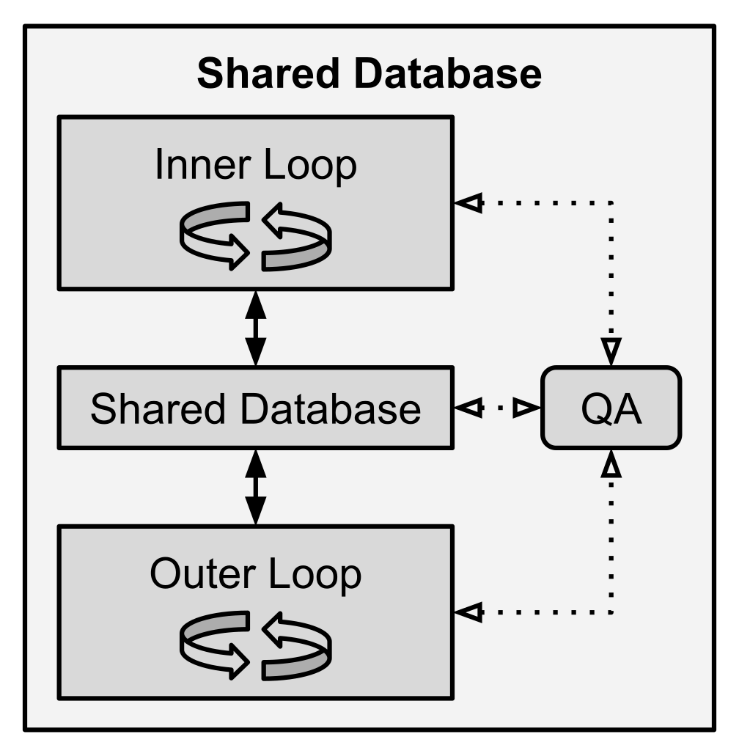 Shared Database
Inner Loop
Shared Database
QA
Outer Loop